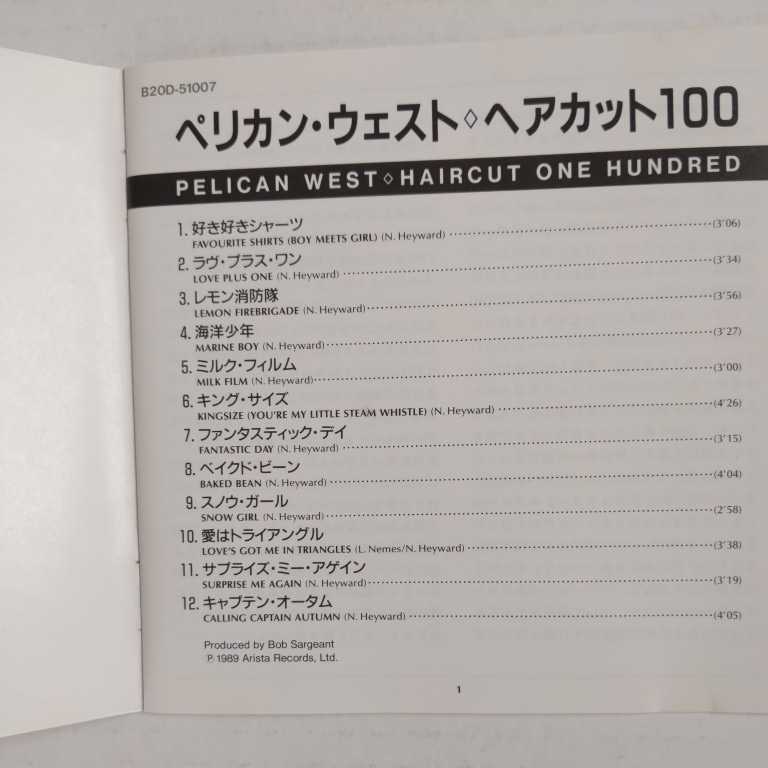 B20D-51007
ペリカン・ウェスト◇ヘアカット100
PELICAN WEST◇HAIRCUT ONE HUNDRED
1. 好き好きシャーツ
FAVOURITE SHIRTS (BOY MEETS GIRL) (N. Heyward) (3'06)
2. ラヴ・プラス・ワン
LOVE PLUS ONE (N. Heyward) (3'34)
3. レモン消防隊
LEMON FIREBRIGADE (N. Heyward) (3'56)
4. 海洋少年
MARINE BOY (N. Heyward) (3'27)
5. ミルク・フィルム
MILK FILM (N. Heyward) (3'00)
6. キング・サイズ
KINGSIZE (YOU'RE MY LITTLE STEAM WHISTLE) (N. Heyward) (4'26)
7. ファンタスティック・デイ
FANTASTIC DAY (N. Heyward) (3'15)
8. ベイクド・ビーン
BAKED BEAN (N. Heyward) (4'04)
9. スノウ・ガール
SNOW GIRL (N. Heyward) (2'58)
10. 愛はトライアングル
LOVE'S GOT ME IN TRIANGLES (L. Nemes/N. Heyward) (3'38)
11. サプライズ・ミー・アゲイン
SURPRISE ME AGAIN (N. Heyward) (3'19)
12. キャプテン・オータム
CALLING CAPTAIN AUTUMN (N. Heyward) (4'05)
Produced by Bob Sargeant
Ⓟ 1989 Arista Records, Ltd.
1